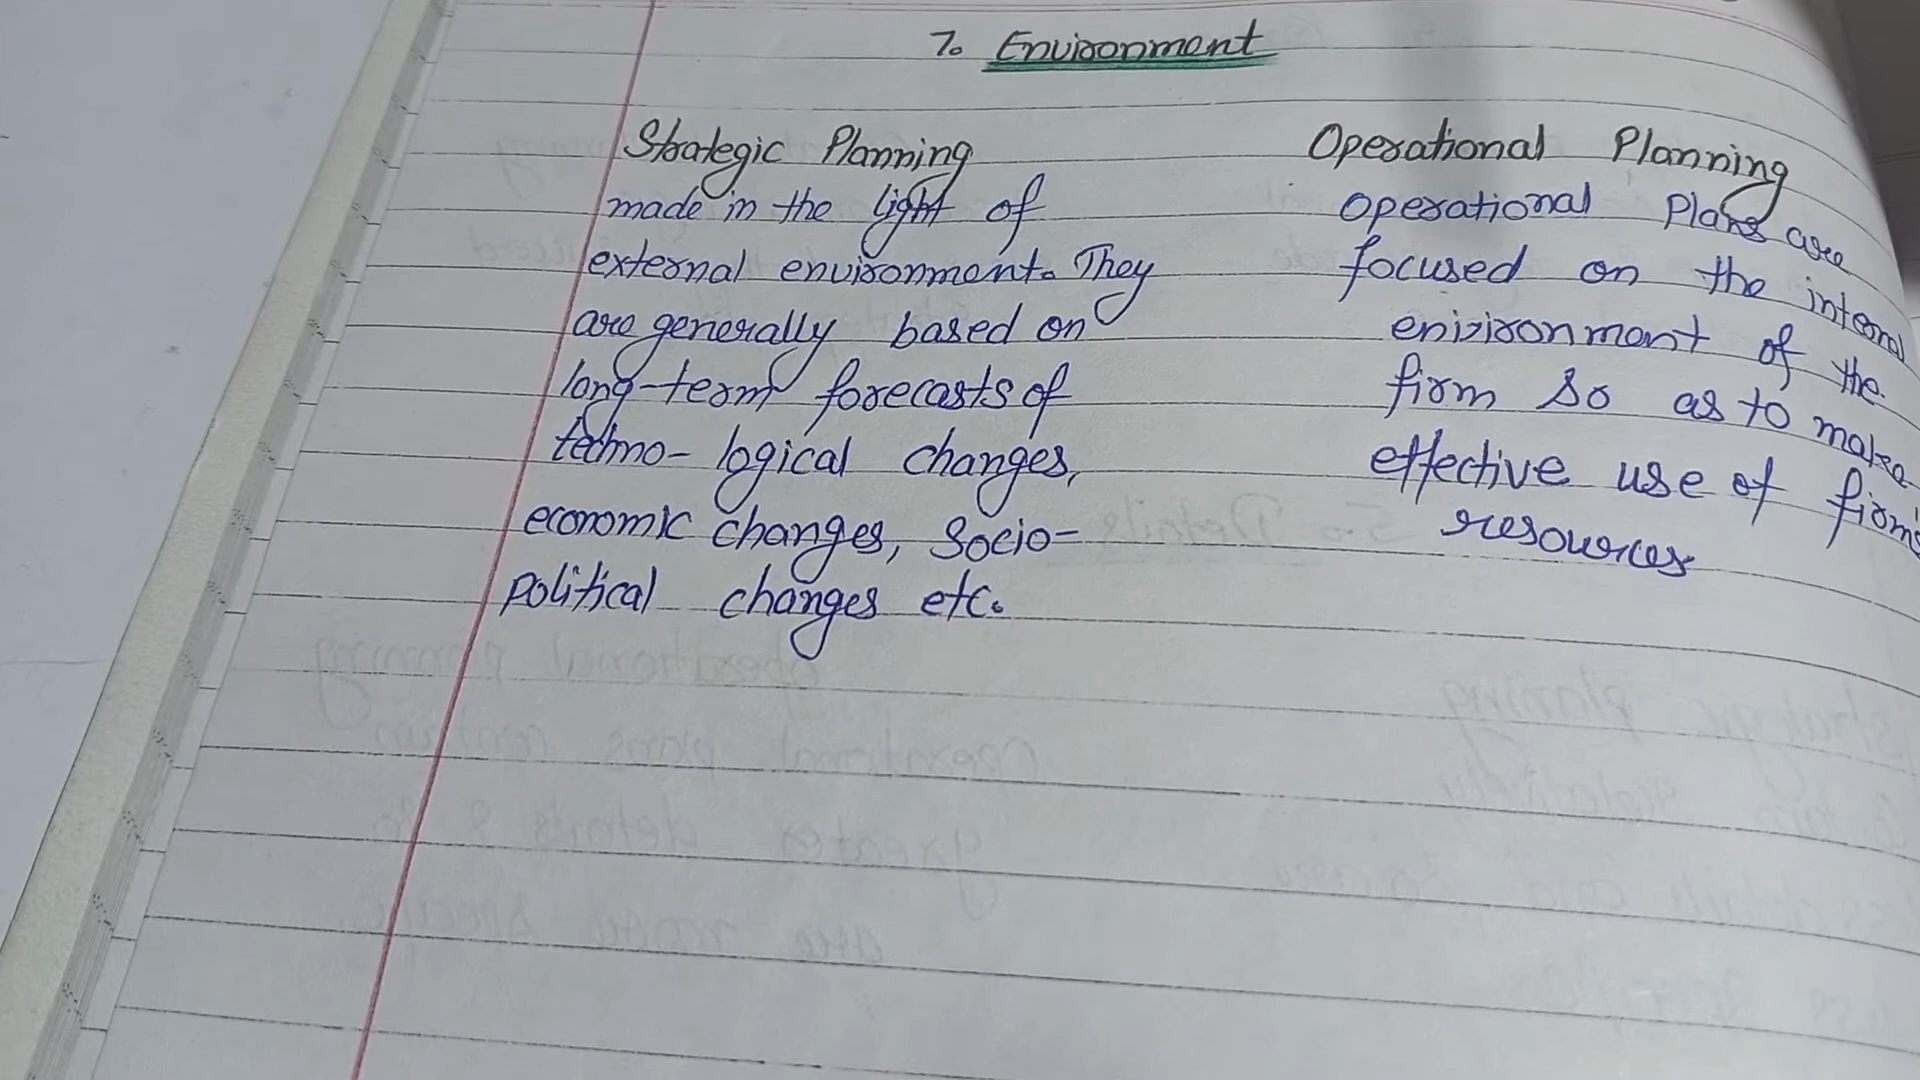 7. Environment
Strategic Planning
made in the light of
external environment. They
are generally based on
long-term forecasts of
techno-logical changes,
economic changes, Socio-
political changes etc.
Operational Planning
Operational Plans are
focused on the internal
environment of the
firm so as to make
effective use of firm's
resources